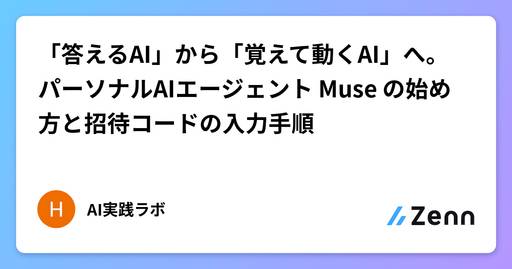 「答えるAI」から「覚えて動くAI」へ。
パーソナルAIエージェント Muse の始め
方と招待コードの入力手順
H
AI実践ラボ
Zenn